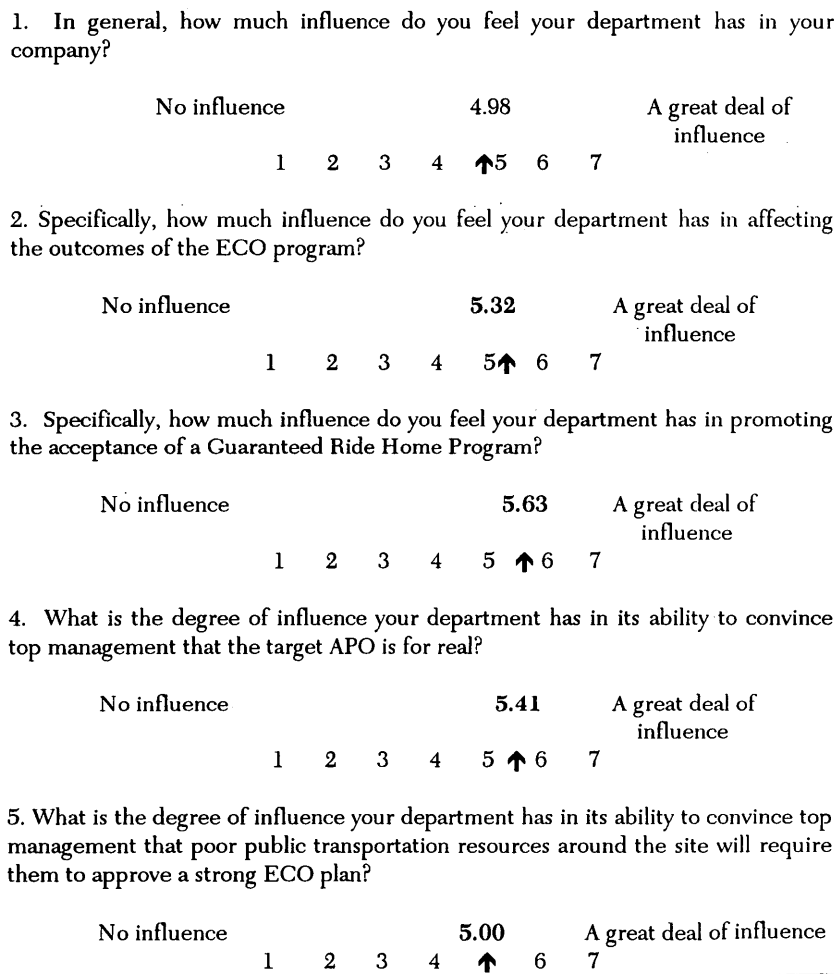 1. In general, how much influence do you feel your department has in your
company?
No influence 4.98 A great deal of
influence
1 2 3 4 ↑5 6 7
2. Specifically, how much influence do you feel your department has in affecting
the outcomes of the ECO program?
No influence 5.32 A great deal of
influence
1 2 3 4 5↑ 6 7
3. Specifically, how much influence do you feel your department has in promoting
the acceptance of a Guaranteed Ride Home Program?
No influence 5.63 A great deal of
influence
1 2 3 4 5 ↑ 6 7
4. What is the degree of influence your department has in its ability to convince
top management that the target APO is for real?
No influence 5.41 A great deal of
influence
1 2 3 4 5 ↑ 6 7
5. What is the degree of influence your department has in its ability to convince top
management that poor public transportation resources around the site will require
them to approve a strong ECO plan?
No influence 5.00 A great deal of influence
1 2 3 4 ↑ 6 7